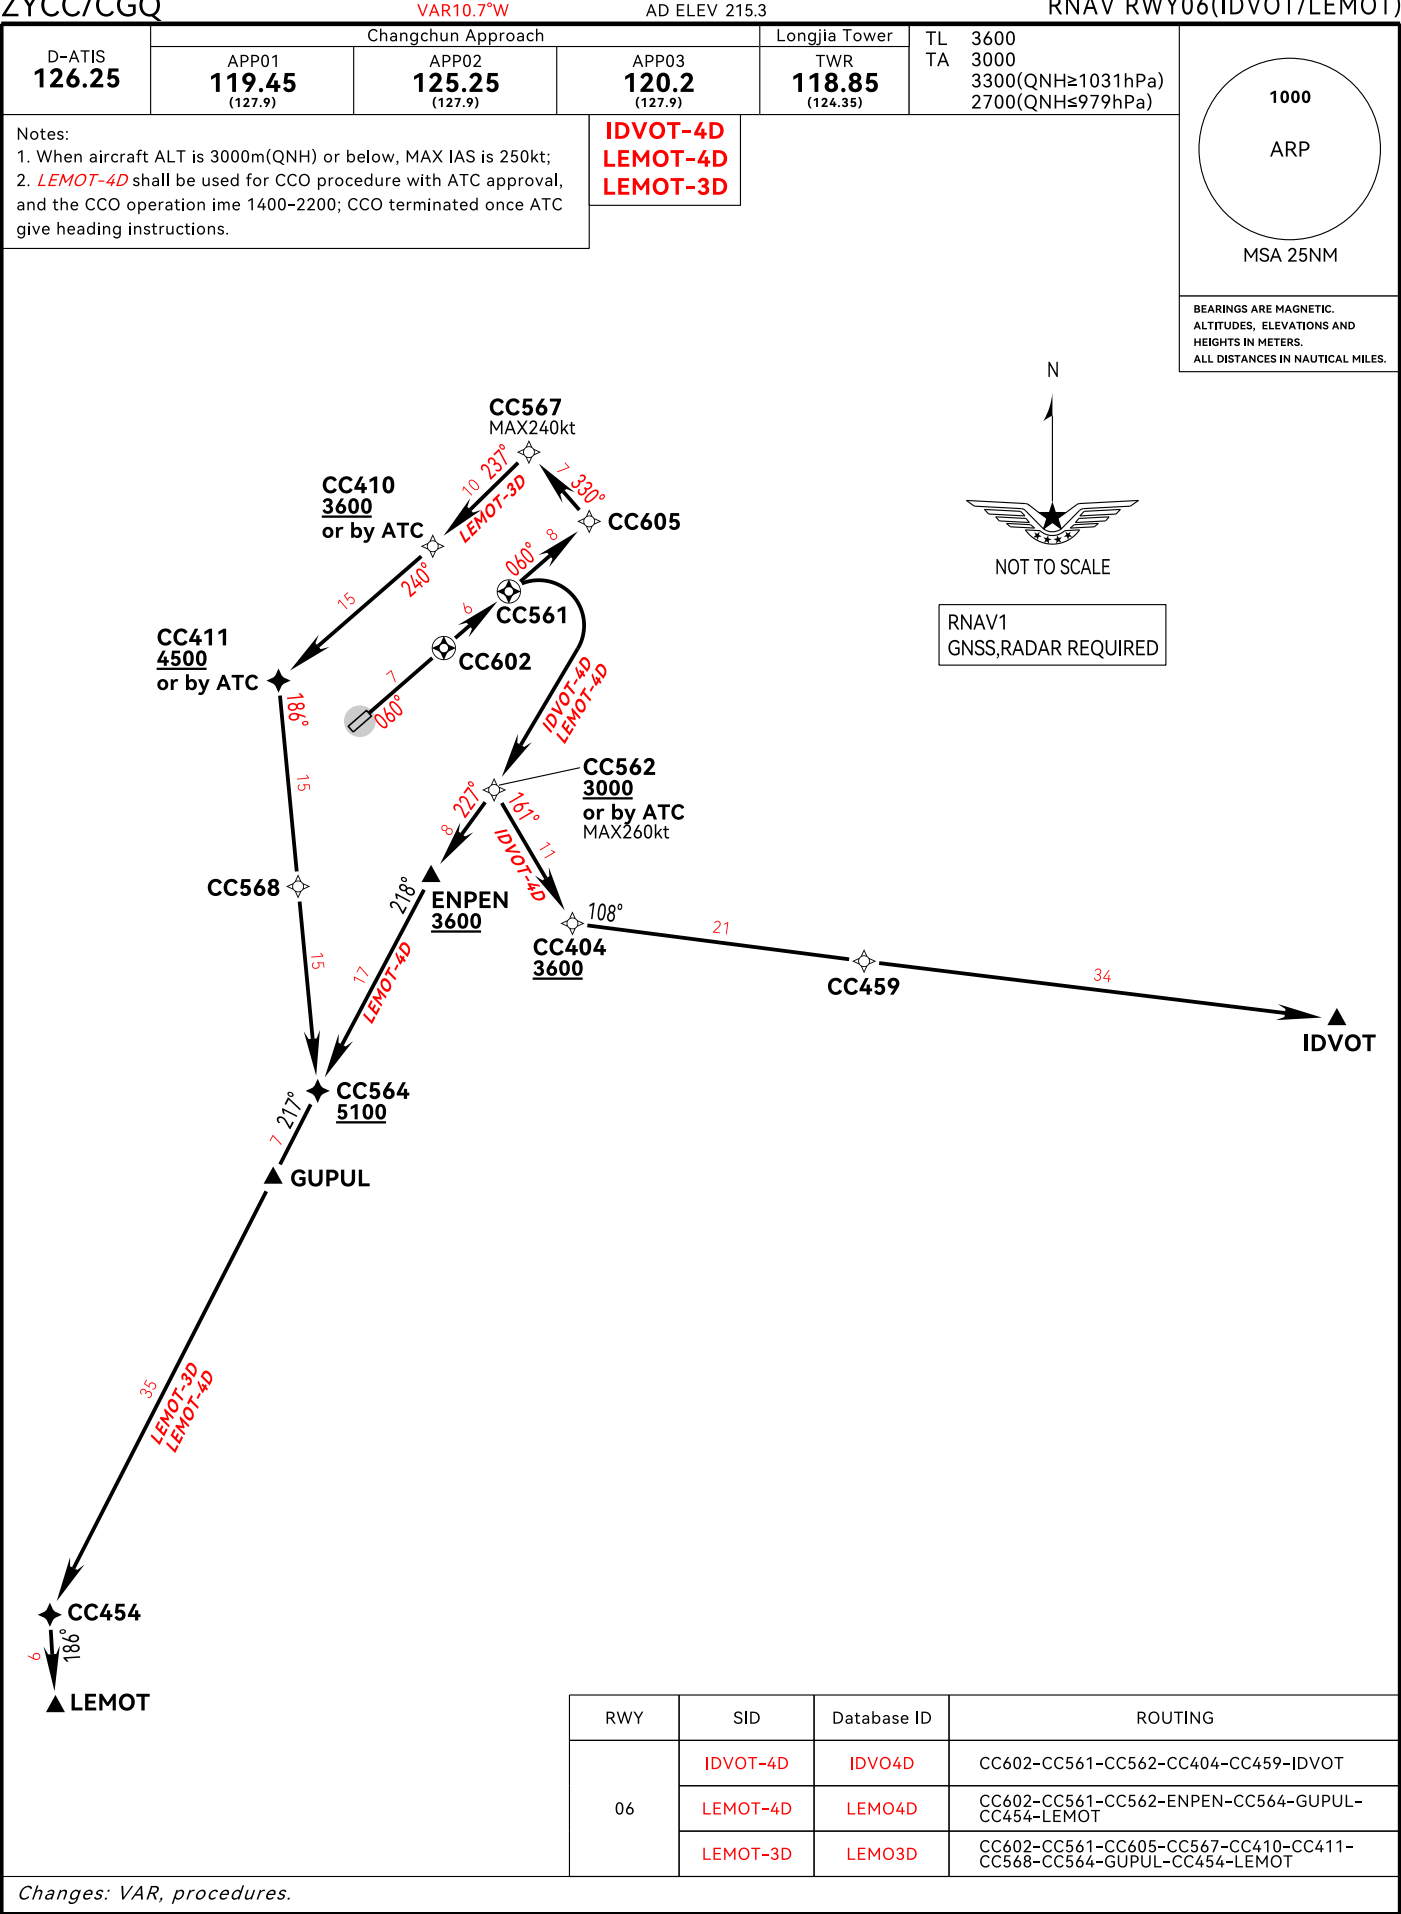 ZYCC/CGQ
VAR10.7°W
AD ELEV 215.3
RNAV RWY06(IDVOT/LEMOT)
D-ATIS
126.25
Changchun Approach
APP01
119.45
(127.9)
APP02
125.25
(127.9)
APP03
120.2
(127.9)
Longjia Tower
TWR
118.85
(124.35)
TL 3600
TA 3000
3300(QNH≥1031hPa)
2700(QNH≤979hPa)
1000
ARP
MSA 25NM
Notes:
1. When aircraft ALT is 3000m(QNH) or below, MAX IAS is 250kt;
2. LEMOT-4D shall be used for CCO procedure with ATC approval,
and the CCO operation ime 1400-2200; CCO terminated once ATC
give heading instructions.
IDVOT-4D
LEMOT-4D
LEMOT-3D
BEARINGS ARE MAGNETIC.
ALTITUDES, ELEVATIONS AND
HEIGHTS IN METERS.
ALL DISTANCES IN NAUTICAL MILES.
N
NOT TO SCALE
RNAV1
GNSS,RADAR REQUIRED
CC567
MAX240kt
237°
10
LEMOT-3D
7
330°
CC410
3600
or by ATC
CC605
8
060°
240°
15
CC561
6
CC602
7
060°
CC411
4500
or by ATC
186°
15
IDVOT-4D
LEMOT-4D
CC562
3000
or by ATC
MAX260kt
227°
8
161°
11
IDVOT-4D
CC568
15
ENPEN
3600
218°
17
LEMOT-4D
CC404
3600
108°
21
CC459
34
IDVOT
CC564
5100
217°
7
GUPUL
35
LEMOT-3D
LEMOT-4D
CC454
186°
6
LEMOT
RWY
SID
Database ID
ROUTING
06
IDVOT-4D
IDVO4D
CC602-CC561-CC562-CC404-CC459-IDVOT
LEMOT-4D
LEMO4D
CC602-CC561-CC562-ENPEN-CC564-GUPUL-
CC454-LEMOT
LEMOT-3D
LEMO3D
CC602-CC561-CC605-CC567-CC410-CC411-
CC568-CC564-GUPUL-CC454-LEMOT
Changes: VAR, procedures.